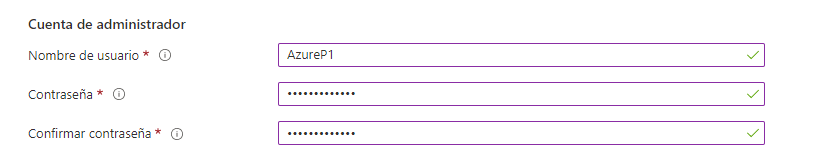 Cuenta de administrador
Nombre de usuario * AzureP1
Contraseña * •••••••••••••
Confirmar contraseña * •••••••••••••